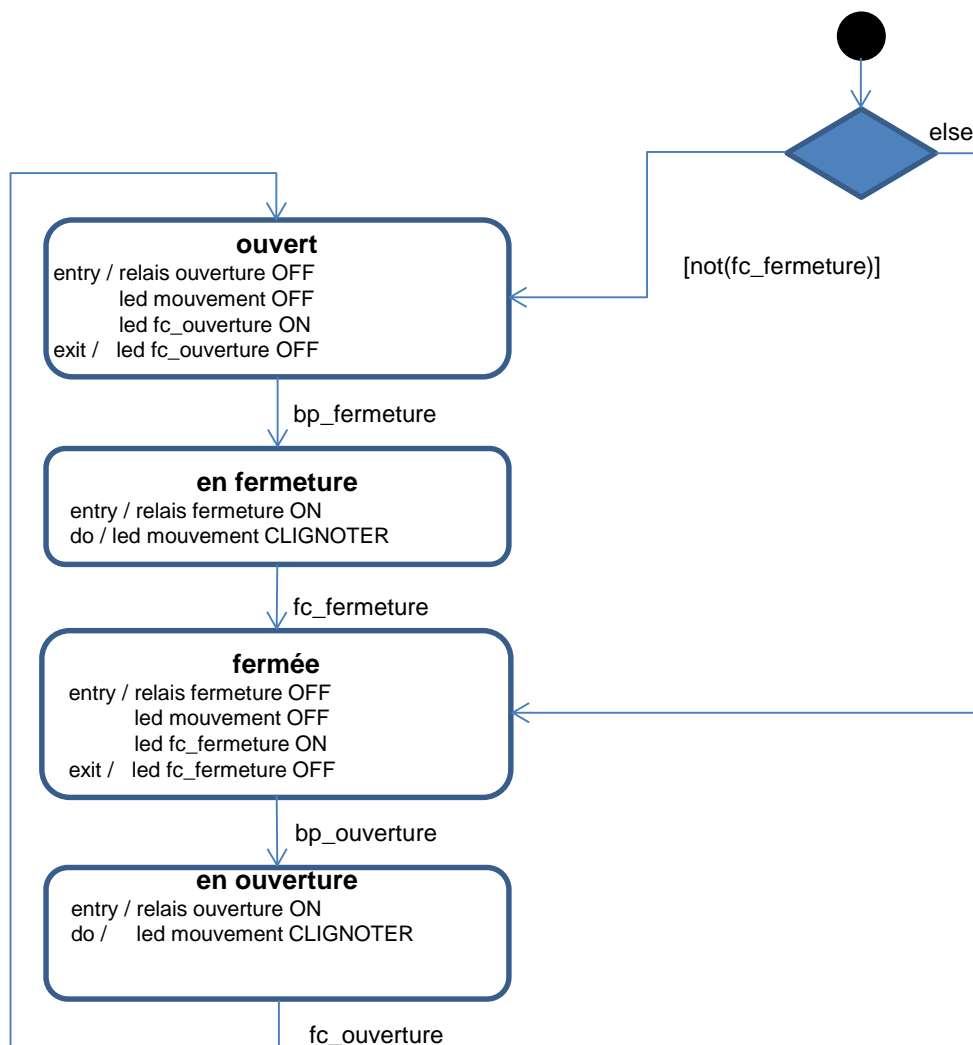 else
[not(fc_fermeture)]
ouvert
entry / relais ouverture OFF
led mouvement OFF
led fc_ouverture ON
exit / led fc_ouverture OFF
bp_fermeture
en fermeture
entry / relais fermeture ON
do / led mouvement CLIGNOTER
fc_fermeture
fermée
entry / relais fermeture OFF
led mouvement OFF
led fc_fermeture ON
exit / led fc_fermeture OFF
bp_ouverture
en ouverture
entry / relais ouverture ON
do / led mouvement CLIGNOTER
fc_ouverture